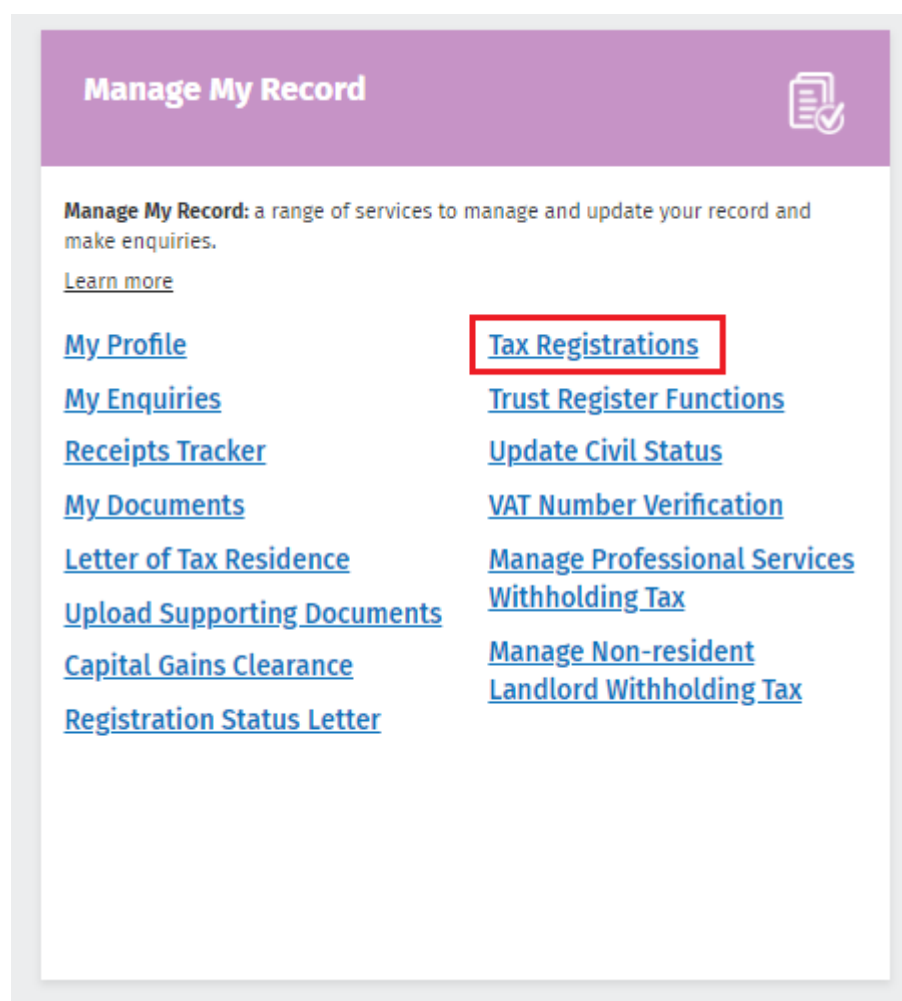 Manage My Record
Manage My Record: a range of services to manage and update your record and
make enquiries.
Learn more
My Profile
My Enquiries
Receipts Tracker
My Documents
Letter of Tax Residence
Upload Supporting Documents
Capital Gains Clearance
Registration Status Letter
Tax Registrations
Trust Register Functions
Update Civil Status
VAT Number Verification
Manage Professional Services
Withholding Tax
Manage Non-resident
Landlord Withholding Tax